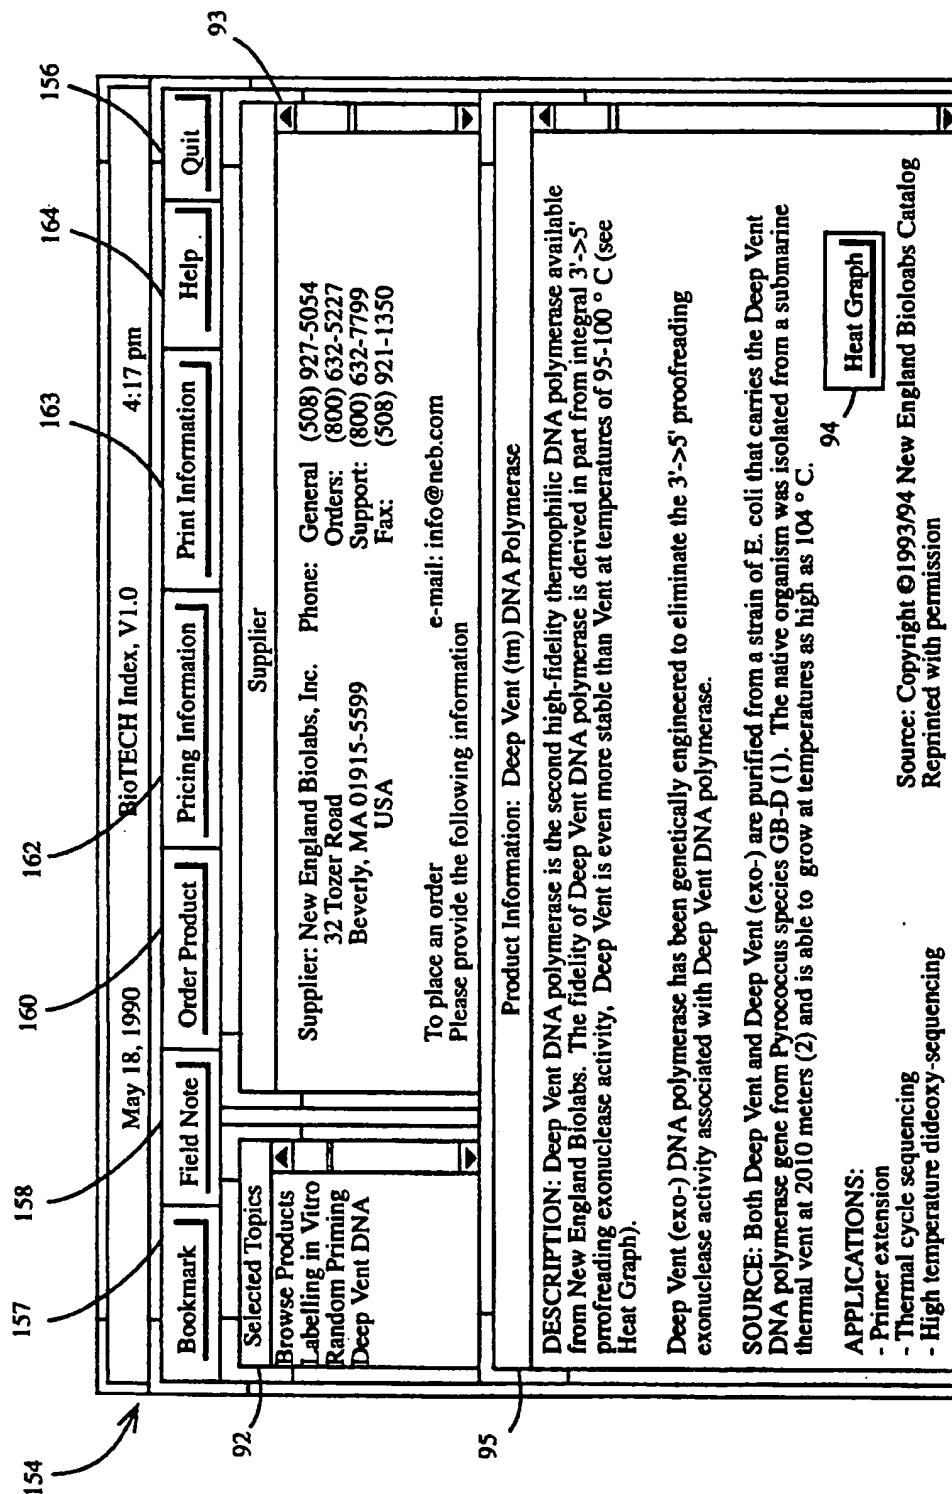 157 158 160 162 163 164 156
154
May 18, 1990 BioTECH Index, V1.0 4:17 pm
Bookmark Field Note Order Product Pricing Information Print Information Help Quit
92
Selected Topics
Browse Products
Labelling in Vitro
Random Priming
Deep Vent DNA
93
Supplier
Supplier: New England Biolabs, Inc. Phone: General (508) 927-5054
32 Tozer Road Orders: (800) 632-5227
Beverly, MA 01915-5599 Support: (800) 632-7799
USA Fax: (508) 921-1350
To place an order e-mail: info@neb.com
Please provide the following information
95
Product Information: Deep Vent (tm) DNA Polymerase
DESCRIPTION: Deep Vent DNA polymerase is the second high-fidelity thermophilic DNA polymerase available
from New England Biolabs. The fidelity of Deep Vent DNA polymerase is derived in part from integral 3'->5'
profreading exonuclease activity, Deep Vent is even more stable than Vent at temperatures of 95-100 ° C (see
Heat Graph).
Deep Vent (exo-) DNA polymerase has been genetically engineered to eliminate the 3'->5' proofreading
exonuclease activity associated with Deep Vent DNA polymerase.
SOURCE: Both Deep Vent and Deep Vent (exo-) are purified from a strain of E. coli that carries the Deep Vent
DNA polymerase gene from Pyrococcus species GB-D (1). The native organism was isolated from a submarine
thermal vent at 2010 meters (2) and is able to grow at temperatures as high as 104 ° C.
94
Heat Graph
APPLICATIONS:
- Primer extension
- Thermal cycle sequencing
- High temperature dideoxy-sequencing
Source: Copyright ©1993/94 New England Bioloabs Catalog
Reprinted with permission